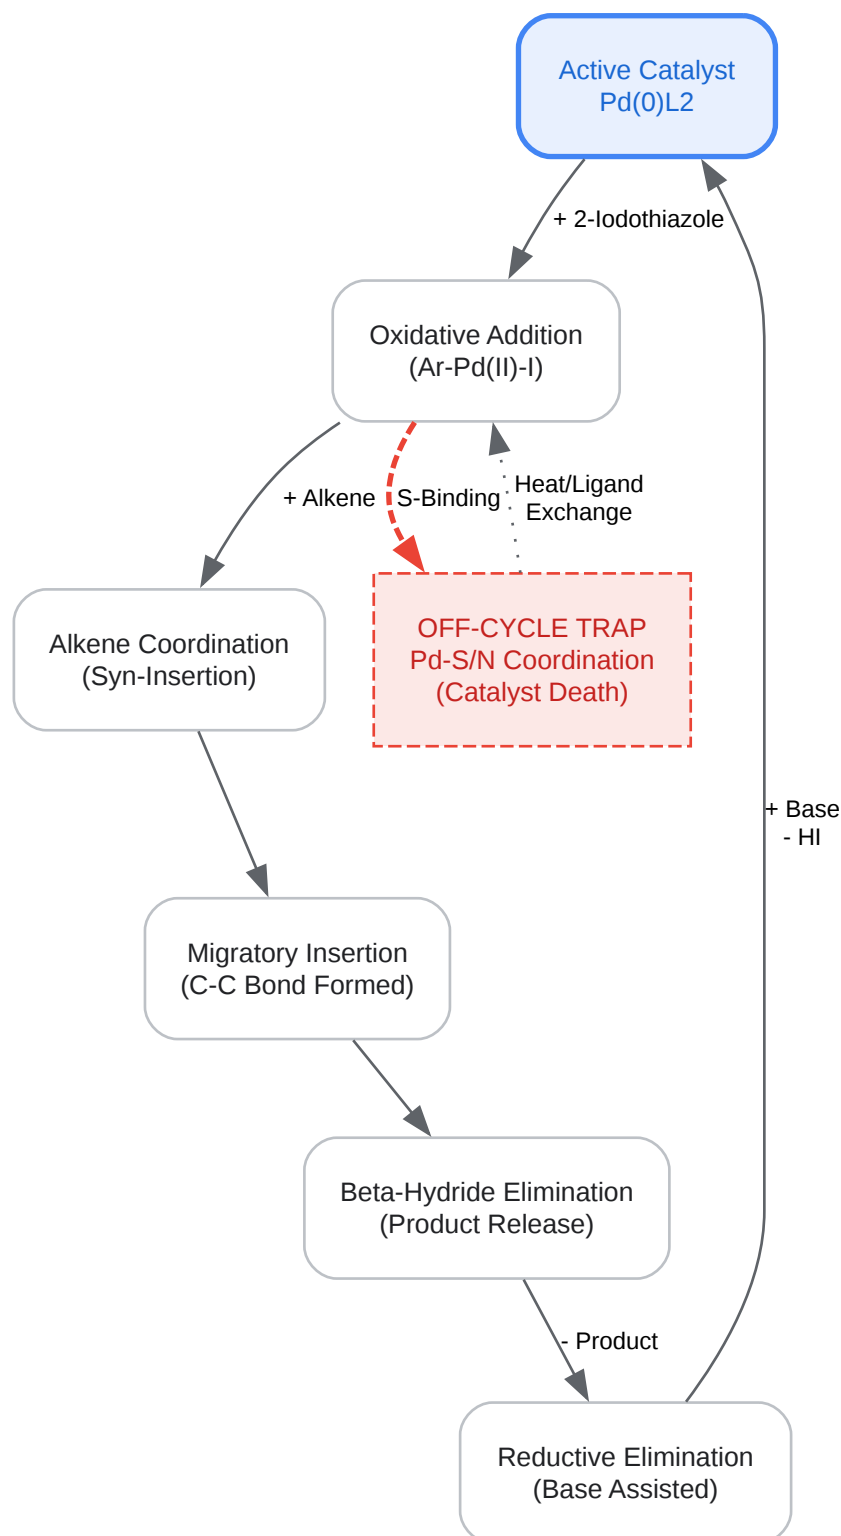 Active Catalyst
Pd(0)L2
+ 2-Iodothiazole
Oxidative Addition
(Ar-Pd(II)-I)
+ Alkene
S-Binding
Heat/Ligand
Exchange
Alkene Coordination
(Syn-Insertion)
OFF-CYCLE TRAP
Pd-S/N Coordination
(Catalyst Death)
+ Base
- HI
Migratory Insertion
(C-C Bond Formed)
Beta-Hydride Elimination
(Product Release)
- Product
Reductive Elimination
(Base Assisted)